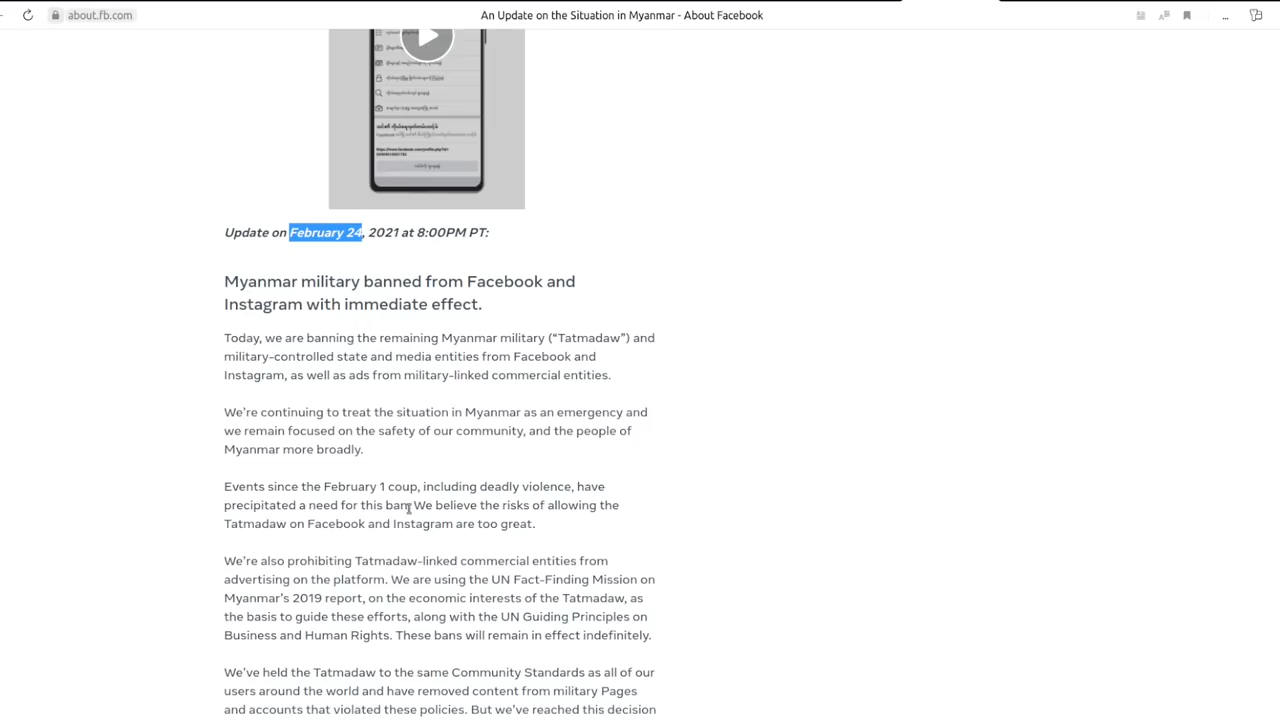 about.fb.com
An Update on the Situation in Myanmar - About Facebook
Update on February 24, 2021 at 8:00PM PT:
Myanmar military banned from Facebook and
Instagram with immediate effect.
Today, we are banning the remaining Myanmar military (“Tatmadaw”) and
military-controlled state and media entities from Facebook and
Instagram, as well as ads from military-linked commercial entities.
We’re continuing to treat the situation in Myanmar as an emergency and
we remain focused on the safety of our community, and the people of
Myanmar more broadly.
Events since the February 1 coup, including deadly violence, have
precipitated a need for this ban. We believe the risks of allowing the
Tatmadaw on Facebook and Instagram are too great.
We’re also prohibiting Tatmadaw-linked commercial entities from
advertising on the platform. We are using the UN Fact-Finding Mission on
Myanmar’s 2019 report, on the economic interests of the Tatmadaw, as
the basis to guide these efforts, along with the UN Guiding Principles on
Business and Human Rights. These bans will remain in effect indefinitely.
We’ve held the Tatmadaw to the same Community Standards as all of our
users around the world and have removed content from military Pages
and accounts that violated these policies. But we’ve reached this decision